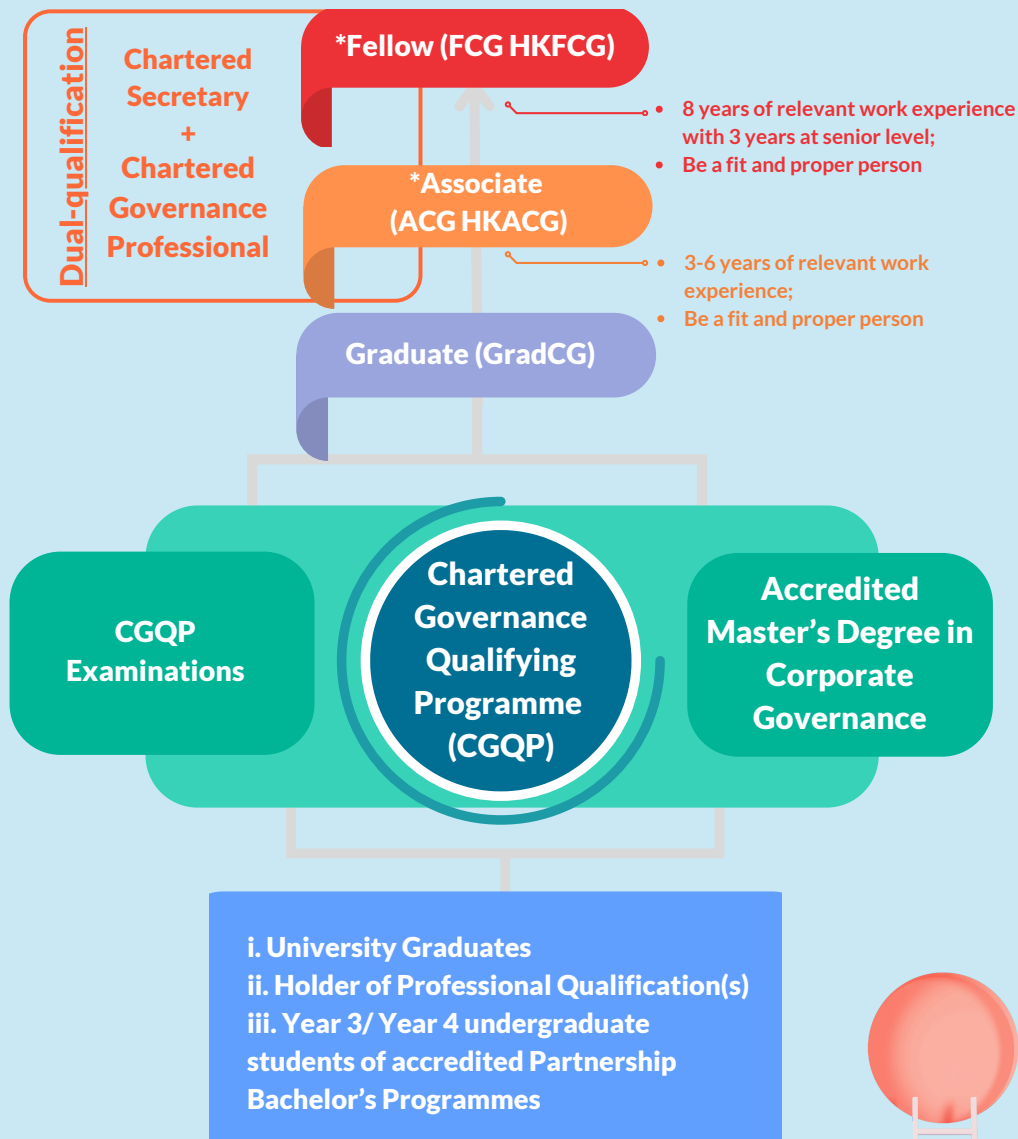 Dual-qualification
Chartered
Secretary
+
Chartered
Governance
Professional
*Fellow (FCG HKFCG)
• 8 years of relevant work experience
with 3 years at senior level;
• Be a fit and proper person
*Associate
(ACG HKACG)
• 3-6 years of relevant work
experience;
• Be a fit and proper person
Graduate (GradCG)
CGQP
Examinations
Chartered
Governance
Qualifying
Programme
(CGQP)
Accredited
Master’s Degree in
Corporate
Governance
i. University Graduates
ii. Holder of Professional Qualification(s)
iii. Year 3/ Year 4 undergraduate
students of accredited Partnership
Bachelor’s Programmes